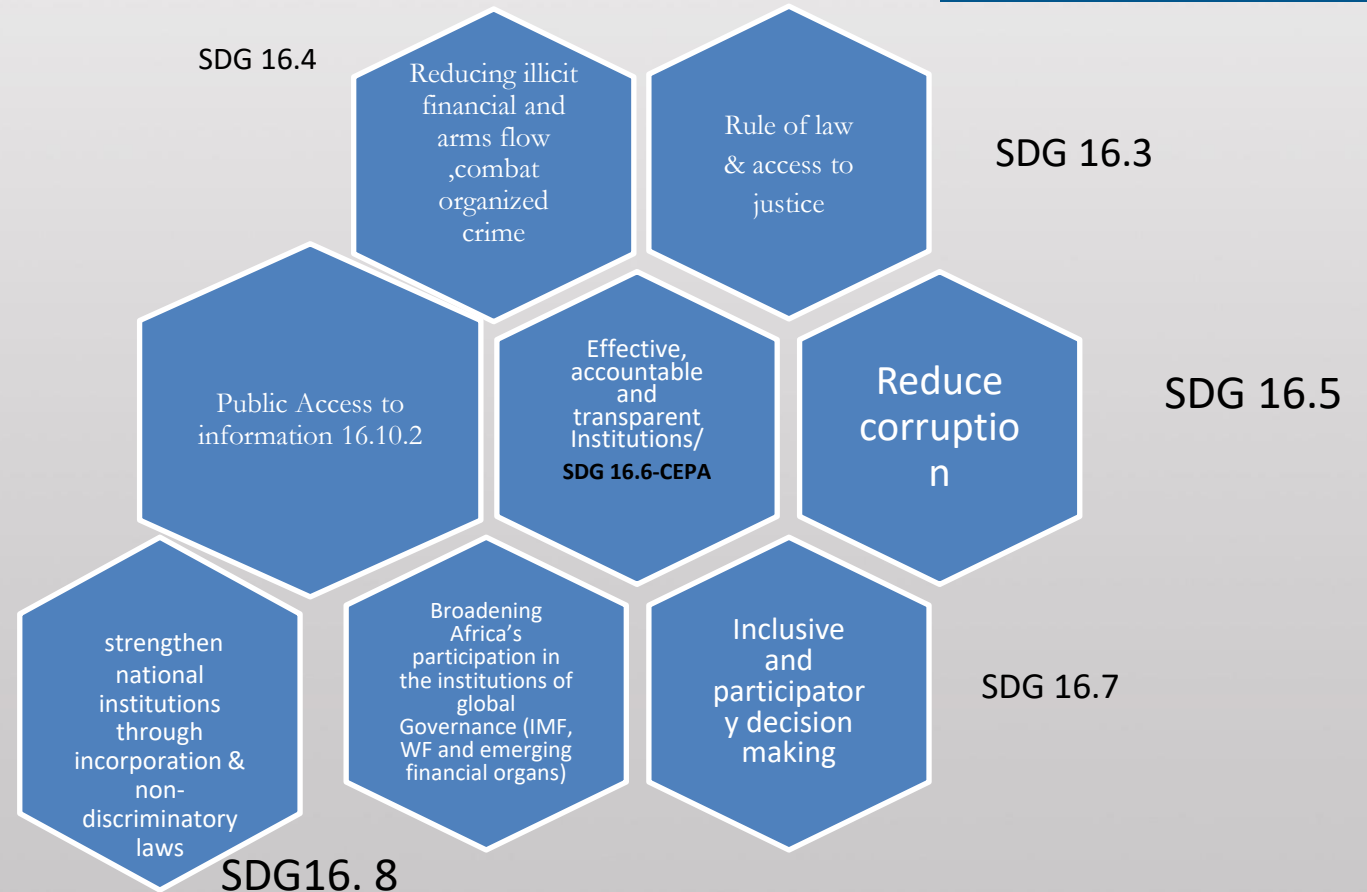 SDG 16.4
Reducing illicit
financial and
arms flow
,combat
organized
crime
Rule of law
& access to
justice
SDG 16.3
Public Access to
information 16.10.2
Effective,
accountable
and
transparent
Institutions/
SDG 16.6-CEPA
Reduce
corruptio
n
SDG 16.5
strengthen
national
institutions
through
incorporation &
non-
discriminatory
laws
Broadening
Africa’s
participation in
the institutions of
global
Governance (IMF,
WF and emerging
financial organs)
Inclusive
and
participator
y decision
making
SDG 16.7
SDG16. 8